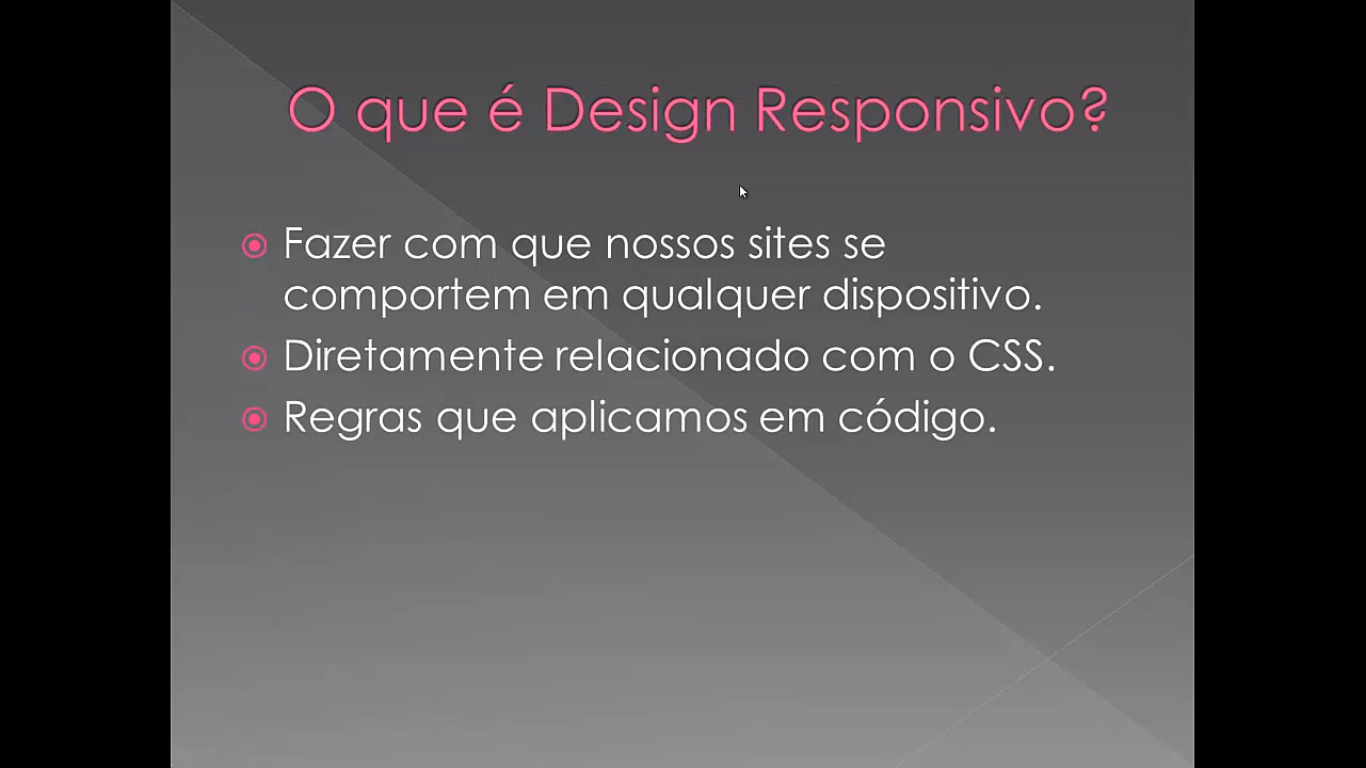 O que é Design Responsivo?
Fazer com que nossos sites se
comportem em qualquer dispositivo.
Diretamente relacionado com o CSS.
Regras que aplicamos em código.